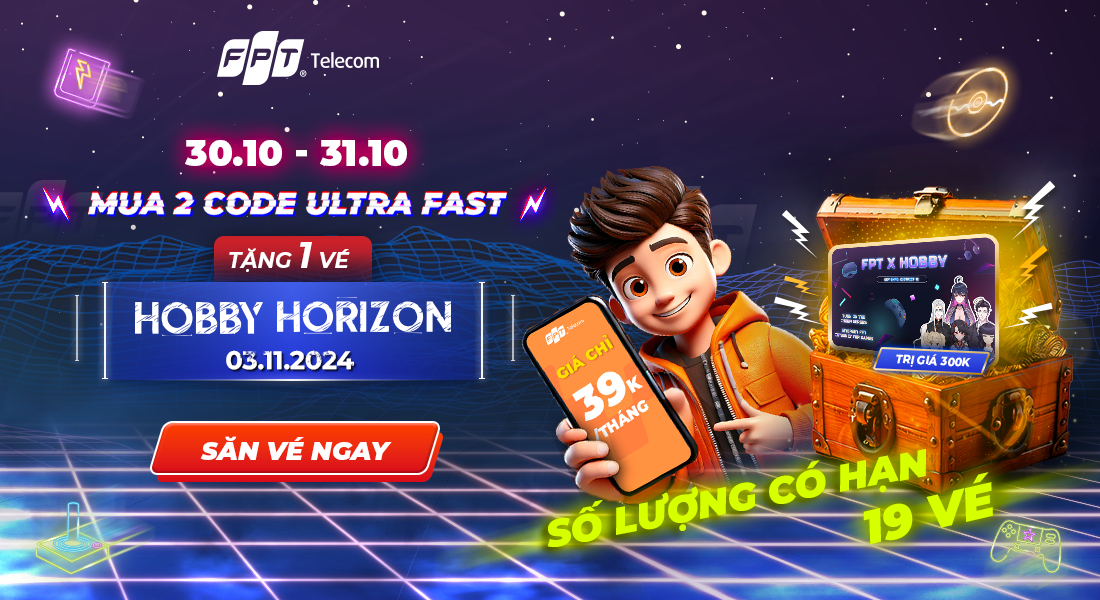 FPT Telecom
30.10 - 31.10
MUA 2 CODE ULTRA FAST
TẶNG 1 VÉ
HOBBY HORIZON
03.11.2024
SĂN VÉ NGAY
FPT Telecom
GIÁ CHỈ
39K
/THÁNG
FPT X HOBBY
TRỊ GIÁ 300K
SỐ LƯỢNG CÓ HẠN
19 VÉ